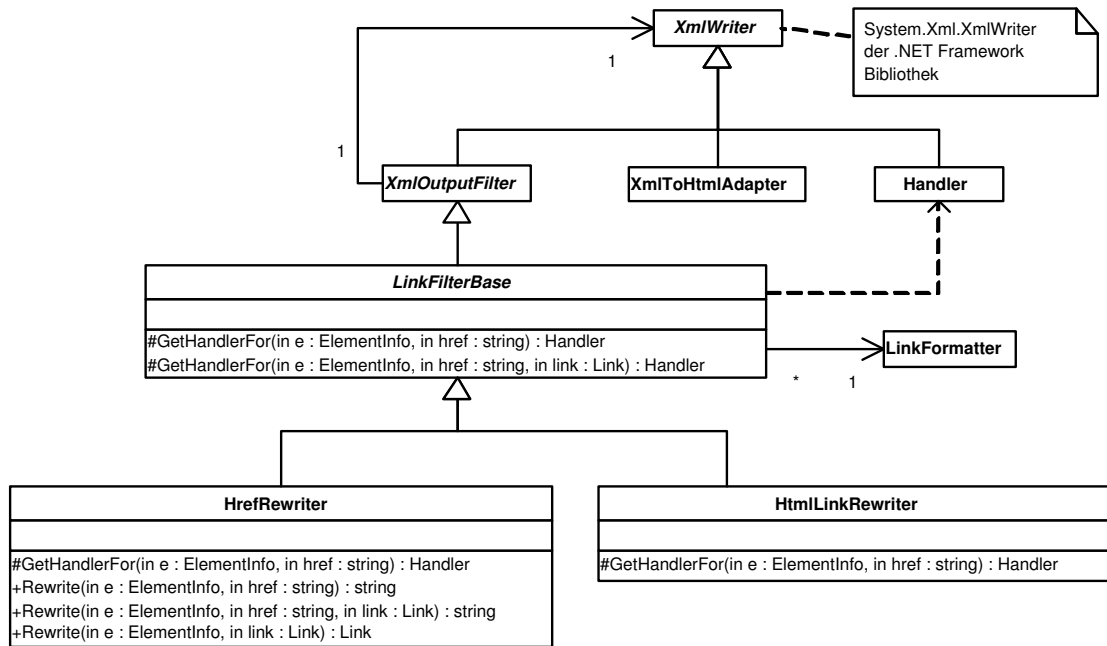 XmlWriter
System.Xml.XmlWriter
der .NET Framework
Bibliothek
1
1
XmlOutputFilter
XmlToHtmlAdapter
Handler
LinkFilterBase
#GetHandlerFor(in e : ElementInfo, in href : string) : Handler
#GetHandlerFor(in e : ElementInfo, in href : string, in link : Link) : Handler
LinkFormatter
*
1
HrefRewriter
#GetHandlerFor(in e : ElementInfo, in href : string) : Handler
+Rewrite(in e : ElementInfo, in href : string) : string
+Rewrite(in e : ElementInfo, in href : string, in link : Link) : string
+Rewrite(in e : ElementInfo, in link : Link) : Link
HtmlLinkRewriter
#GetHandlerFor(in e : ElementInfo, in href : string) : Handler